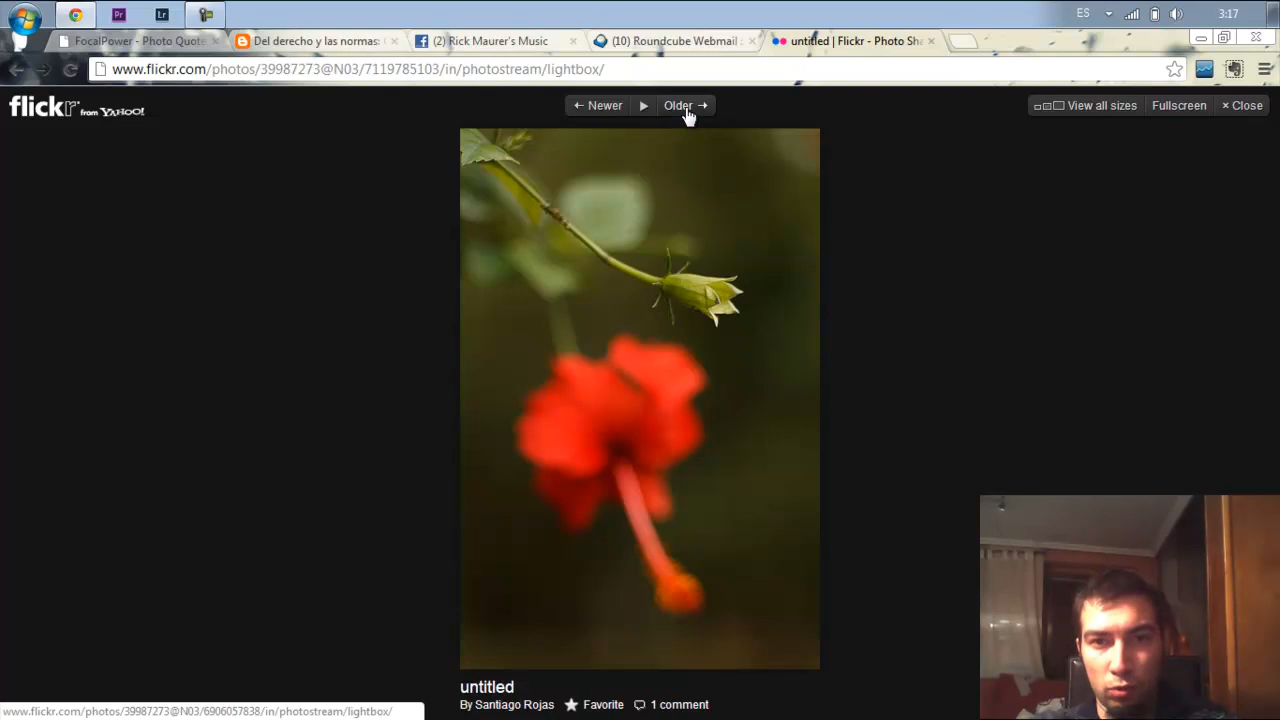 Pr
Lr
ES
3:17
FocalPower - Photo Quote
Del derecho y las normas:
(2) Rick Maurer's Music
(10) Roundcube Webmail :
untitled | Flickr - Photo Sha
www.flickr.com/photos/39987273@N03/7119785103/in/photostream/lightbox/
flickr from YAHOO!
← Newer
Older →
View all sizes
Fullscreen
× Close
untitled
By Santiago Rojas
Favorite
1 comment
www.flickr.com/photos/39987273@N03/6906057838/in/photostream/lightbox/